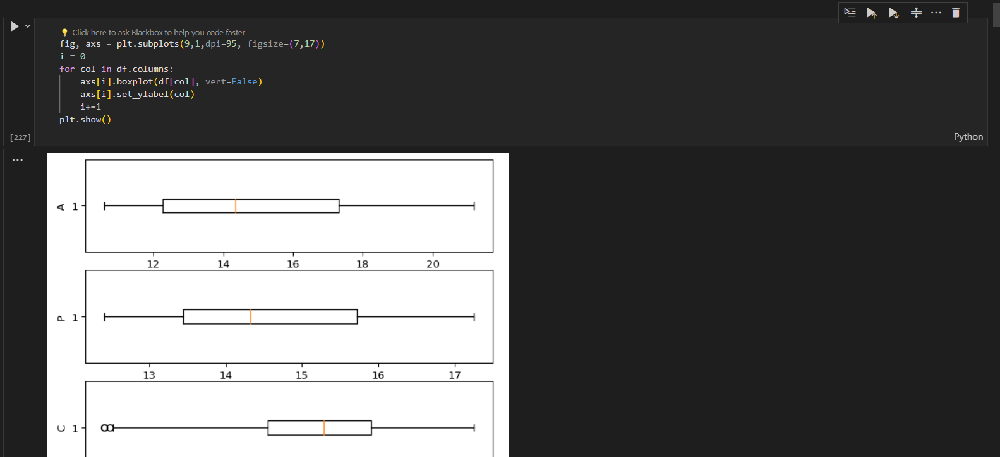 💡 Click here to ask Blackbox to help you code faster
fig, axs = plt.subplots(9,1,dpi=95, figsize=(7,17))
i = 0
for col in df.columns:
    axs[i].boxplot(df[col], vert=False)
    axs[i].set_ylabel(col)
    i+=1
plt.show()
[227]
Python
A 1
12 14 16 18 20
P 1
13 14 15 16 17
C 1